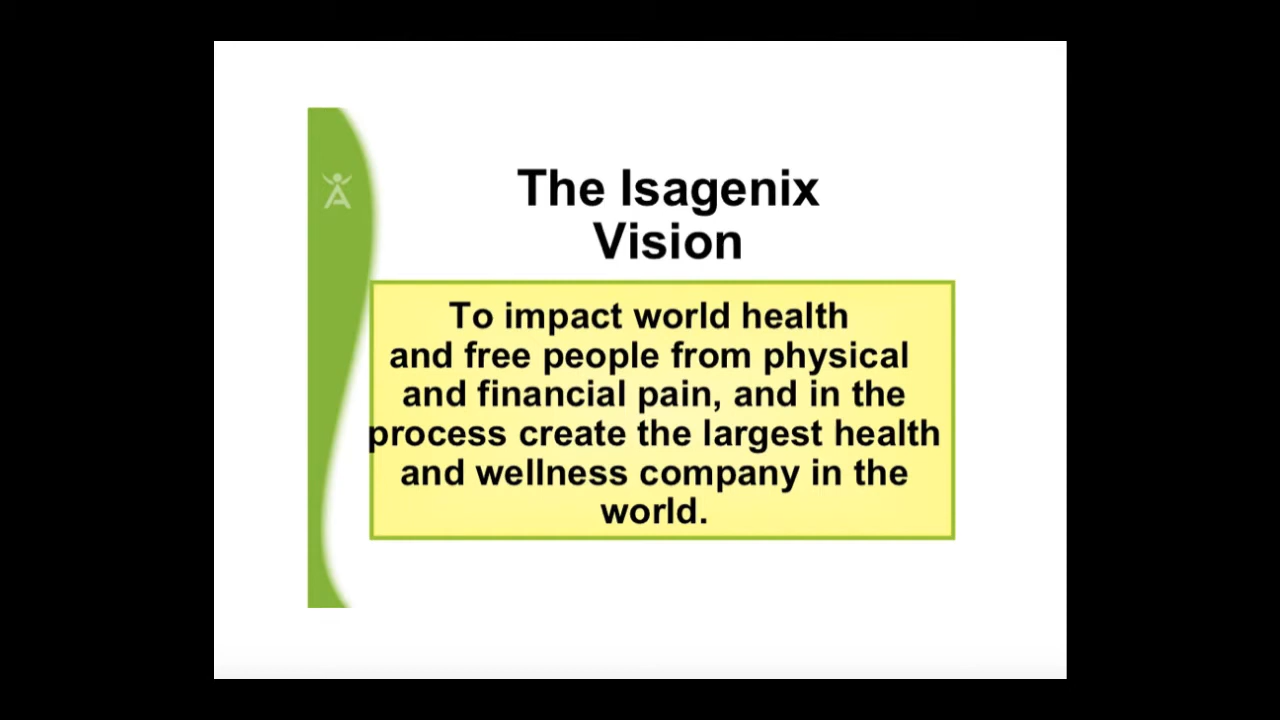 The Isagenix
Vision
To impact world health
and free people from physical
and financial pain, and in the
process create the largest health
and wellness company in the
world.